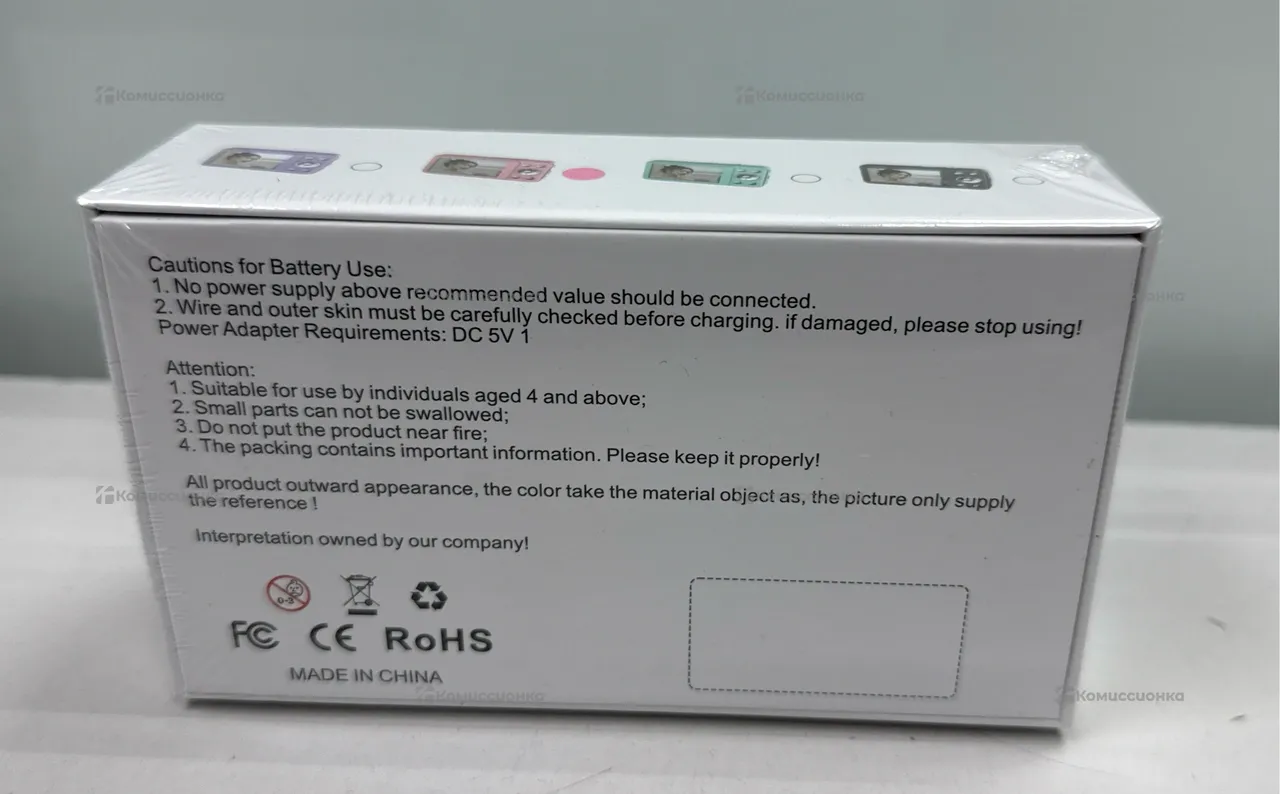 Комиссионка Комиссионка
Cautions for Battery Use:
1. No power supply above recommended value should be connected.
2. Wire and outer skin must be carefully checked before charging. if damaged, please stop using!
Power Adapter Requirements: DC 5V 1
Attention:
1. Suitable for use by individuals aged 4 and above;
2. Small parts can not be swallowed;
3. Do not put the product near fire;
4. The packing contains important information. Please keep it properly!
All product outward appearance, the color take the material object as, the picture only supply
the reference !
Interpretation owned by our company!
0-3
FC CE RoHS
MADE IN CHINA
Комиссионка Комиссионка